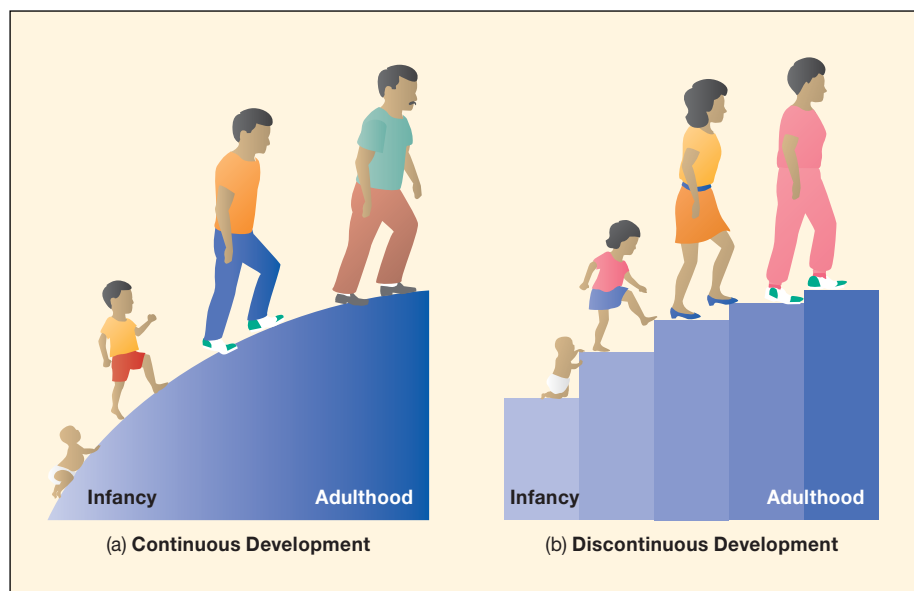 Infancy
Adulthood
(a) Continuous Development
Infancy
Adulthood
(b) Discontinuous Development